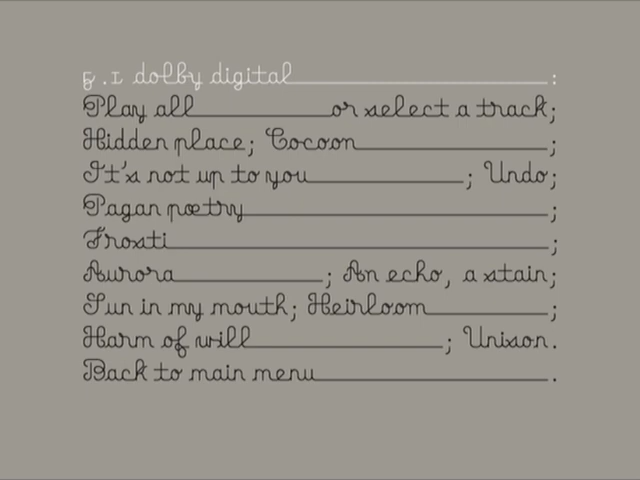 5.1 dolby digital:
Play all or select a track;
Hidden place; Cocoon;
It's not up to you; Undo;
Pagan poetry;
Frosti;
Aurora; An echo, a stain;
Sun in my mouth; Heirloom;
Harm of will; Unison.
Back to main menu.